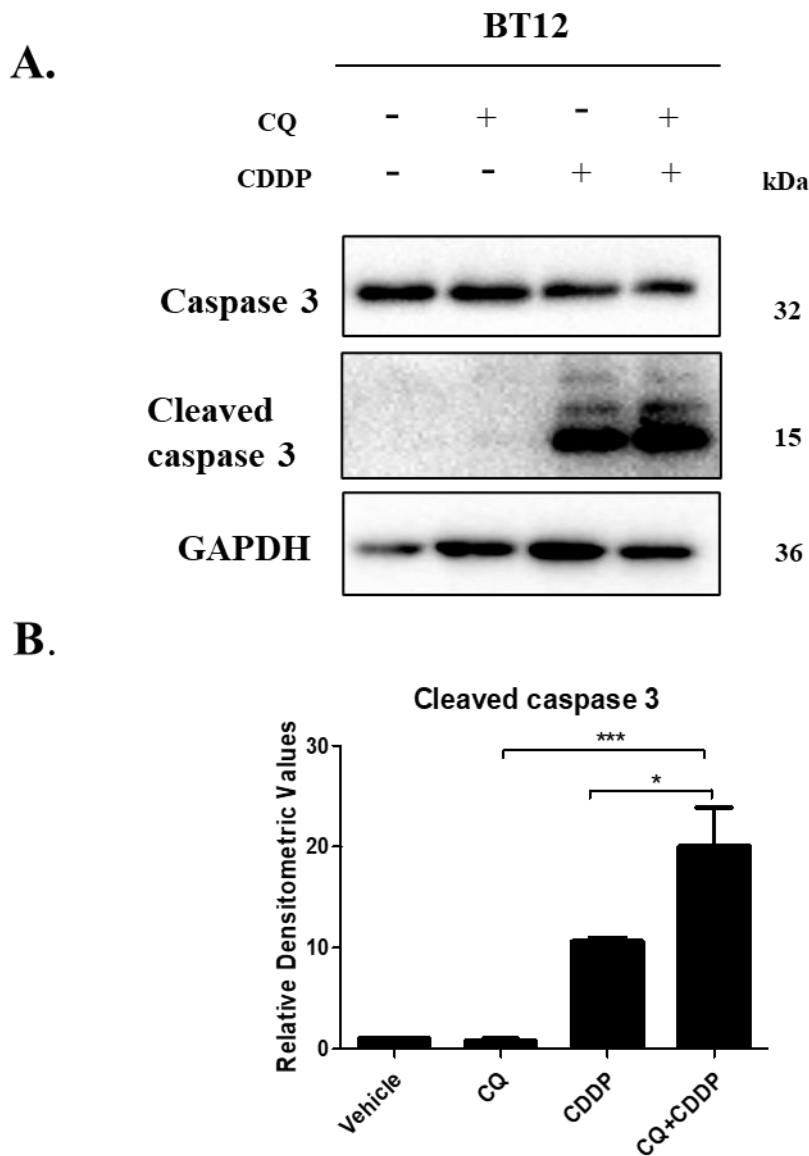 BT12
A.
CQ - + - +
CDDP - - + + kDa
Caspase 3 32
Cleaved
caspase 3 15
GAPDH 36
B.
Cleaved caspase 3
Relative Densitometric Values
30
20
10
0
***
*
Vehicle
CQ
CDDP
CQ+CDDP